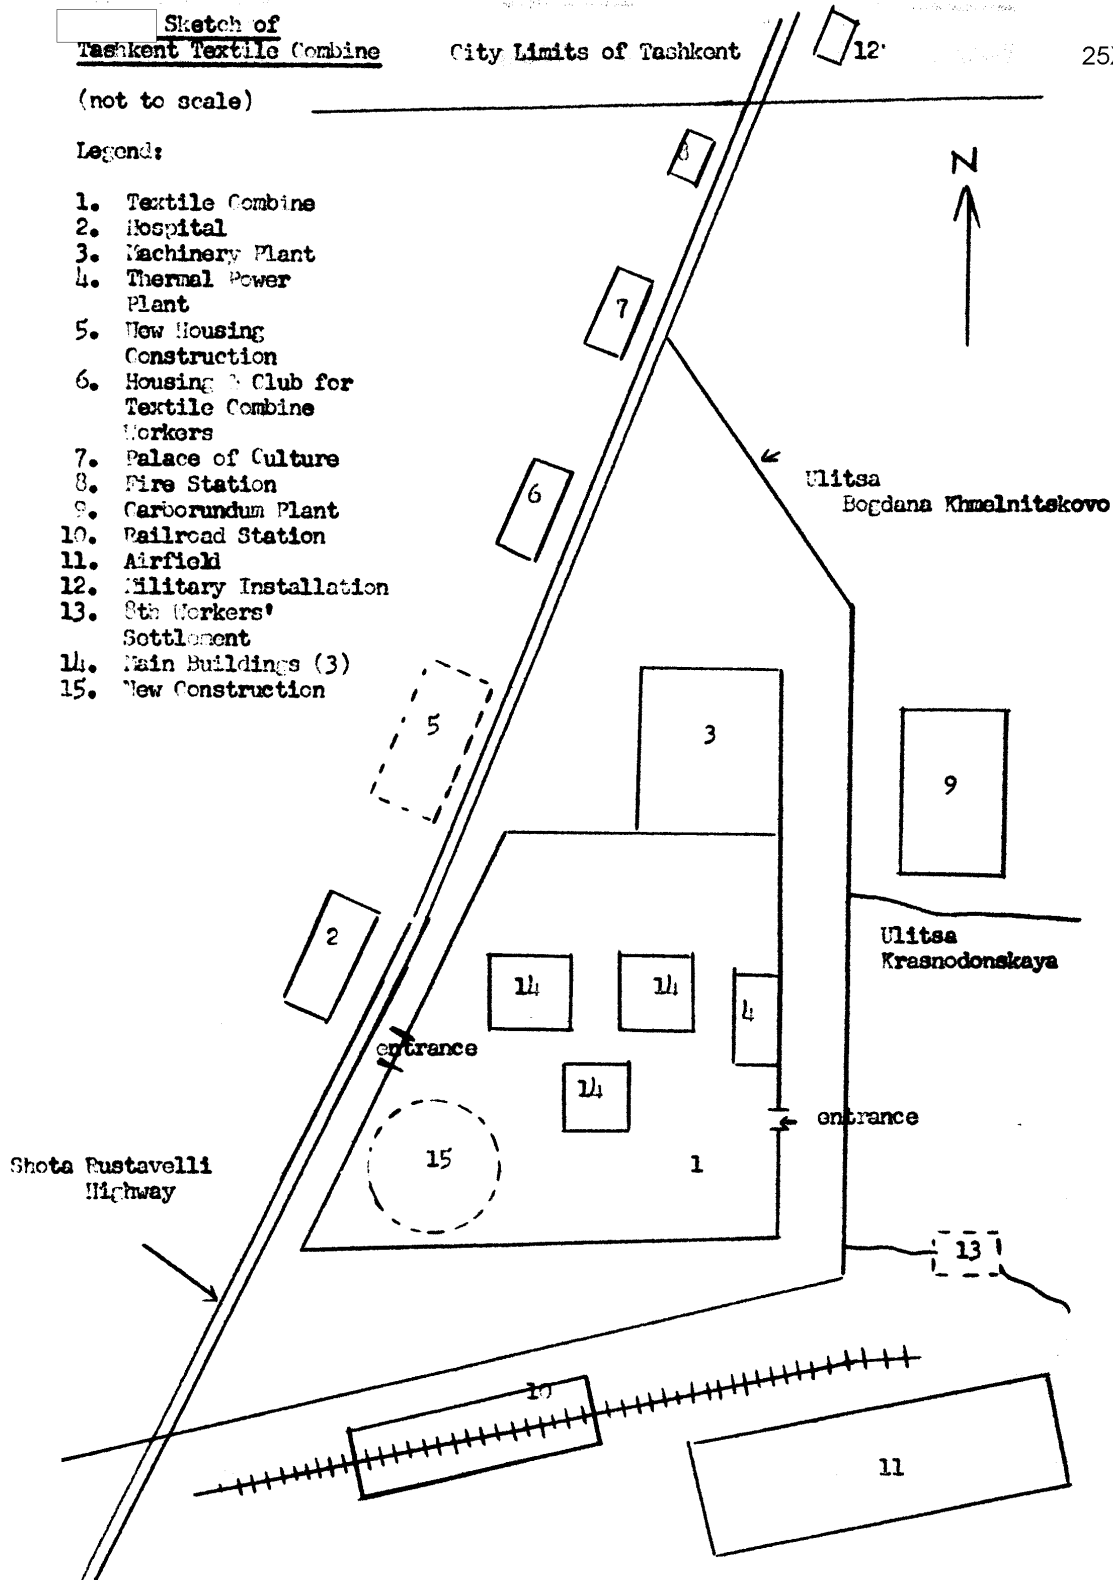 Sketch of
Tashkent Textile Combine
City Limits of Tashkent
12
25
(not to scale)
Legend:
1. Textile Combine
2. Hospital
3. Machinery Plant
4. Thermal Power
Plant
5. New Housing
Construction
6. Housing & Club for
Textile Combine
Workers
7. Palace of Culture
8. Fire Station
9. Carborundum Plant
10. Railroad Station
11. Airfield
12. Military Installation
13. 8th Workers'
Settlement
14. Main Buildings (3)
15. New Construction
8
N
7
Ulitsa
Bogdana Khmelnitskovo
6
5
3
9
2
Ulitsa
Krasnodonskaya
14
14
4
entrance
14
entrance
15
1
Shota Rustavelli
Highway
13
10
11